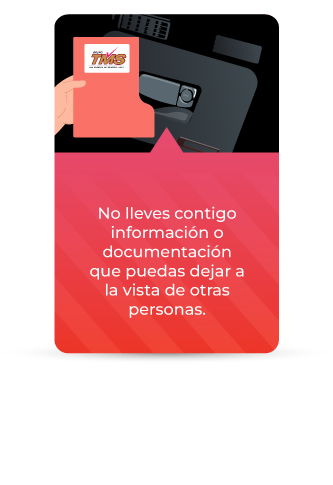 TMS
No lleves contigo
información o
documentación
que puedas dejar a
la vista de otras
personas.